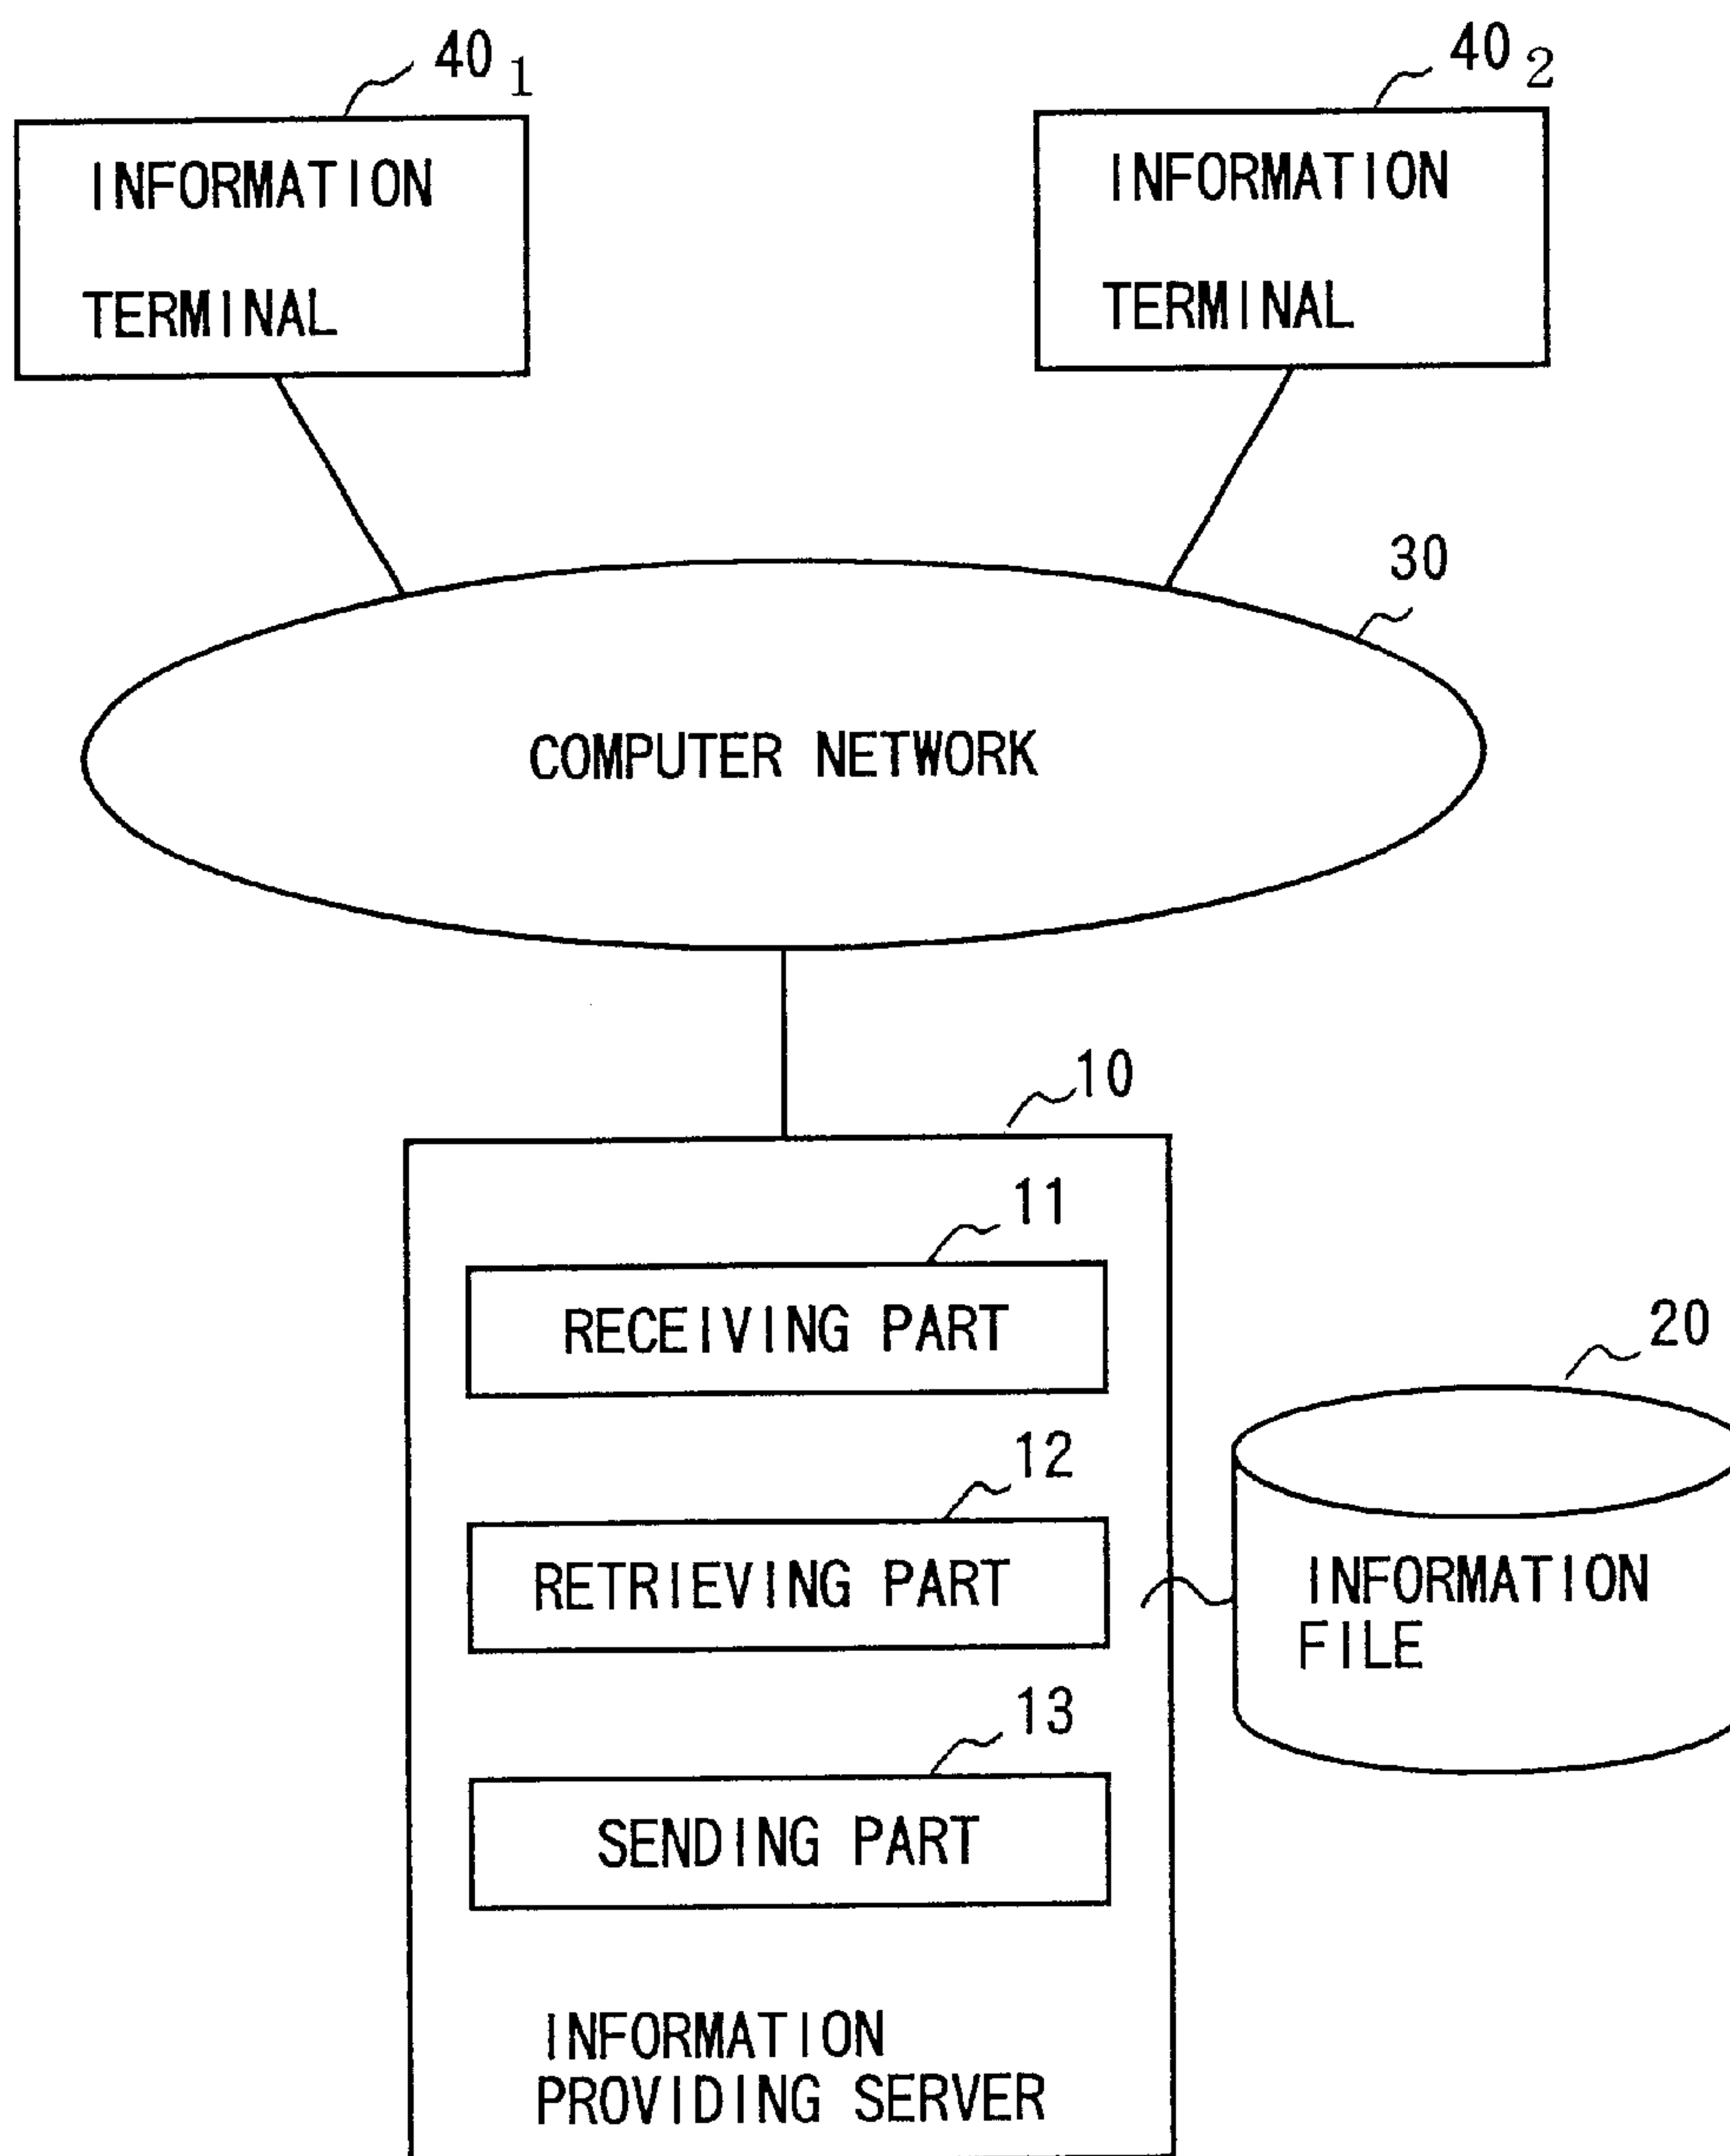 40 1
40 2
INFORMATION
TERMINAL
INFORMATION
TERMINAL
30
COMPUTER NETWORK
10
11
RECEIVING PART
20
12
RETRIEVING PART
INFORMATION
FILE
13
SENDING PART
INFORMATION
PROVIDING SERVER